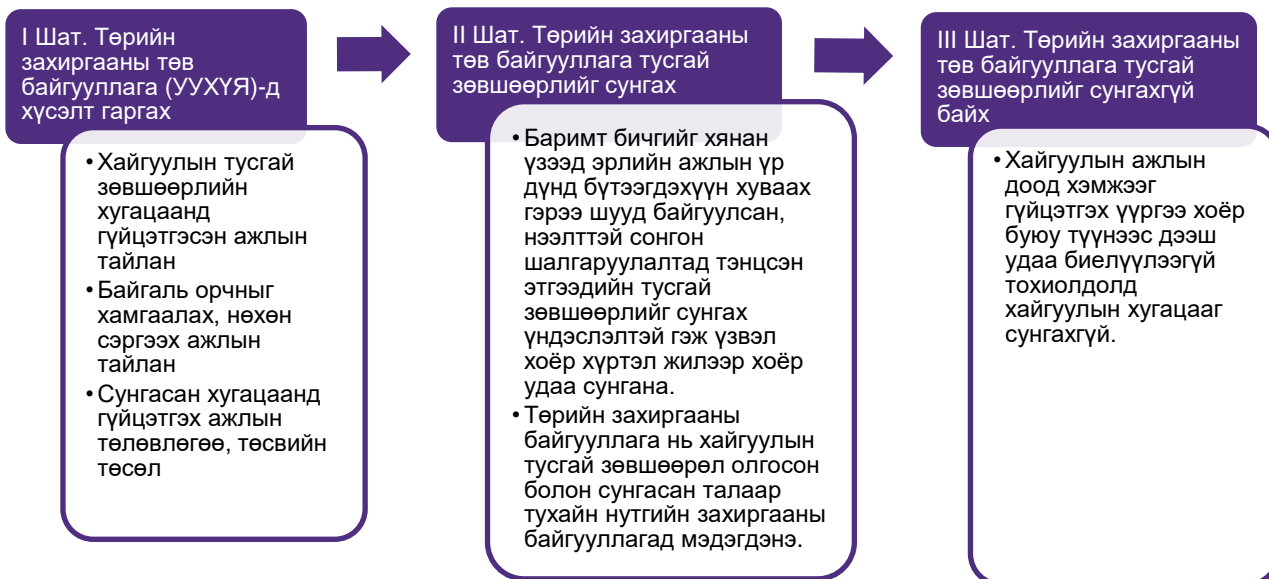 I Шат. Төрийн
захиргааны төв
байгууллага (УУХҮЯ)-д
хүсэлт гаргах
• Хайгуулын тусгай
зөвшөөрлийн
хугацаанд
гүйцэтгэсэн ажлын
тайлан
• Байгаль орчныг
хамгаалах, нөхөн
сэргээх ажлын
тайлан
• Сунгасан хугацаанд
гүйцэтгэх ажлын
төлөвлөгөө, төсвийн
төсөл
II Шат. Төрийн захиргааны
төв байгууллага тусгай
зөвшөөрлийг сунгах
• Баримт бичгийг хянан
үзээд эрлийн ажлын үр
дүнд бүтээгдэхүүн хуваах
гэрээ шууд байгуулсан,
нээлттэй сонгон
шалгаруулалтад тэнцсэн
этгээдийн тусгай
зөвшөөрлийг сунгах
үндэслэлтэй гэж үзвэл
хоёр хүртэл жилээр хоёр
удаа сунгана.
• Төрийн захиргааны
байгууллага нь хайгуулын
тусгай зөвшөөрөл олгосон
болон сунгасан талаар
тухайн нутгийн захиргааны
байгууллагад мэдэгдэнэ.
III Шат. Төрийн захиргааны
төв байгууллага тусгай
зөвшөөрлийг сунгахгүй
байх
• Хайгуулын ажлын
доод хэмжээг
гүйцэтгэх үүргээ хоёр
буюу түүнээс дээш
удаа биелүүлээгүй
тохиолдолд
хайгуулын хугацааг
сунгахгүй.